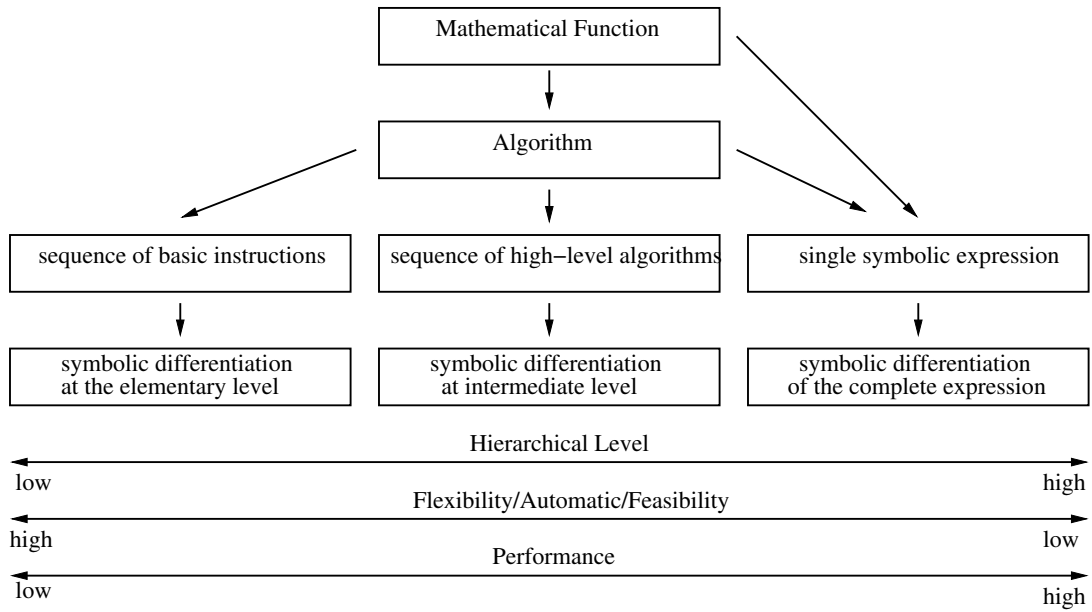 Mathematical Function
Algorithm
sequence of basic instructions
sequence of high−level algorithms
single symbolic expression
symbolic differentiation
at the elementary level
symbolic differentiation
at intermediate level
symbolic differentiation
of the complete expression
Hierarchical Level
low
high
Flexibility/Automatic/Feasibility
high
low
Performance
low
high